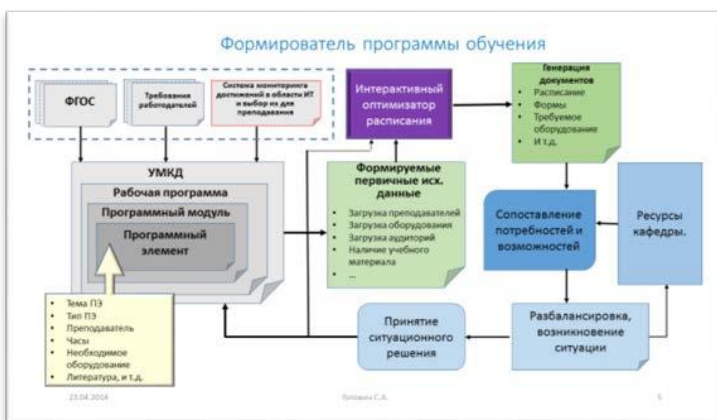 Формирователь программы обучения
ФГОС
Требования
работодателей
Система мониторинга
достижений в области ИТ
и выбор их для
преподавания
Интерактивный
оптимизатор
расписания
Генерация
документов
• Расписание
• Формы
• Требуемое
оборудование
• И т.д.
УМКД
Рабочая программа
Программный модуль
Программный
элемент
Формируемые
первичные исх.
данные
• Загрузка преподавателей
• Загрузка оборудования
• Загрузка аудиторий
• Наличие учебного
материала
• ...
Сопоставление
потребностей и
возможностей
Ресурсы
кафедры.
• Тема ПЭ
• Тип ПЭ
• Преподаватель
• Часы
• Необходимое
оборудование
• Литература, и т.д.
Принятие
ситуационного
решения
Разбалансировка,
возникновение
ситуации
23.04.2014
Головин С.А.
5